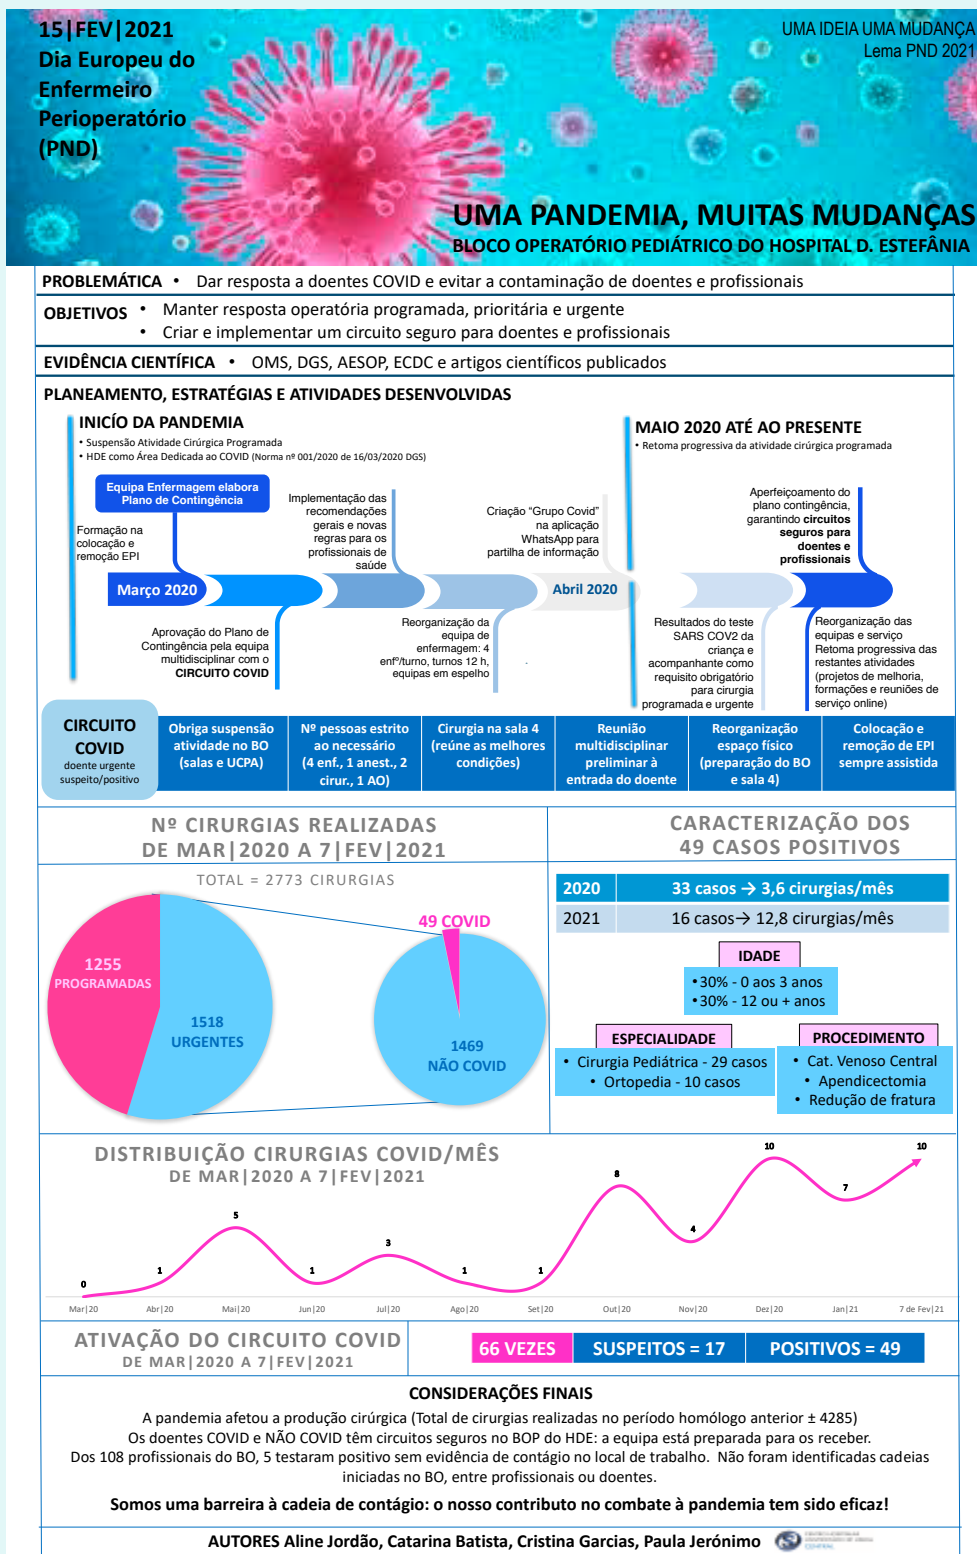 15|FEV|2021
Dia Europeu do
Enfermeiro
Perioperatório
(PND)
UMA IDEIA UMA MUDANÇA
Lema PND 2021
UMA PANDEMIA, MUITAS MUDANÇAS
BLOCO OPERATÓRIO PEDIÁTRICO DO HOSPITAL D. ESTEFÂNIA
PROBLEMÁTICA • Dar resposta a doentes COVID e evitar a contaminação de doentes e profissionais
OBJETIVOS • Manter resposta operatória programada, prioritária e urgente
• Criar e implementar um circuito seguro para doentes e profissionais
EVIDÊNCIA CIENTÍFICA • OMS, DGS, AESOP, ECDC e artigos científicos publicados
PLANEAMENTO, ESTRATÉGIAS E ATIVIDADES DESENVOLVIDAS
INICÍO DA PANDEMIA
• Suspensão Atividade Cirúrgica Programada
• HDE como Área Dedicada ao COVID (Norma nº 001/2020 de 16/03/2020 DGS)
MAIO 2020 ATÉ AO PRESENTE
• Retoma progressiva da atividade cirúrgica programada
Equipa Enfermagem elabora
Plano de Contingência
Formação na
colocação e
remoção EPI
Implementação das
recomendações
gerais e novas
regras para os
profissionais de
saúde
Criação “Grupo Covid”
na aplicação
WhatsApp para
partilha de informação
Aperfeiçoamento do
plano contingência,
garantindo circuitos
seguros para
doentes e
profissionais
Março 2020
Abril 2020
Aprovação do Plano de
Contingência pela equipa
multidisciplinar com o
CIRCUITO COVID
Reorganização da
equipa de
enfermagem: 4
enfº/turno, turnos 12 h,
equipas em espelho
.
Resultados do teste
SARS COV2 da
criança e
acompanhante como
requisito obrigatório
para cirurgia
programada e urgente
Reorganização das
equipas e serviço
Retoma progressiva das
restantes atividades
(projetos de melhoria,
formações e reuniões de
serviço online)
CIRCUITO
COVID
doente urgente
suspeito/positivo
Obriga suspensão
atividade no BO
(salas e UCPA)
Nº pessoas estrito
ao necessário
(4 enf., 1 anest., 2
cirur., 1 AO)
Cirurgia na sala 4
(reúne as melhores
condições)
Reunião
multidisciplinar
preliminar à
entrada do doente
Reorganização
espaço físico
(preparação do BO
e sala 4)
Colocação e
remoção de EPI
sempre assistida
Nº CIRURGIAS REALIZADAS
DE MAR|2020 A 7|FEV|2021
TOTAL = 2773 CIRURGIAS
1255
PROGRAMADAS
1518
URGENTES
49 COVID
1469
NÃO COVID
CARACTERIZAÇÃO DOS
49 CASOS POSITIVOS
2020 33 casos → 3,6 cirurgias/mês
2021 16 casos→ 12,8 cirurgias/mês
IDADE
•30% - 0 aos 3 anos
•30% - 12 ou + anos
ESPECIALIDADE
• Cirurgia Pediátrica - 29 casos
• Ortopedia - 10 casos
PROCEDIMENTO
• Cat. Venoso Central
• Apendicectomia
• Redução de fratura
DISTRIBUIÇÃO CIRURGIAS COVID/MÊS
DE MAR|2020 A 7|FEV|2021
0 1 5 1 3 1 1 8 4 10 7 10
Mar|20 Abr|20 Mai|20 Jun|20 Jul|20 Ago|20 Set|20 Out|20 Nov|20 Dez|20 Jan|21 7 de Fev|21
ATIVAÇÃO DO CIRCUITO COVID
DE MAR|2020 A 7|FEV|2021
66 VEZES SUSPEITOS = 17 POSITIVOS = 49
CONSIDERAÇÕES FINAIS
A pandemia afetou a produção cirúrgica (Total de cirurgias realizadas no período homólogo anterior ± 4285)
Os doentes COVID e NÃO COVID têm circuitos seguros no BOP do HDE: a equipa está preparada para os receber.
Dos 108 profissionais do BO, 5 testaram positivo sem evidência de contágio no local de trabalho. Não foram identificadas cadeias
iniciadas no BO, entre profissionais ou doentes.
Somos uma barreira à cadeia de contágio: o nosso contributo no combate à pandemia tem sido eficaz!
AUTORES Aline Jordão, Catarina Batista, Cristina Garcias, Paula Jerónimo